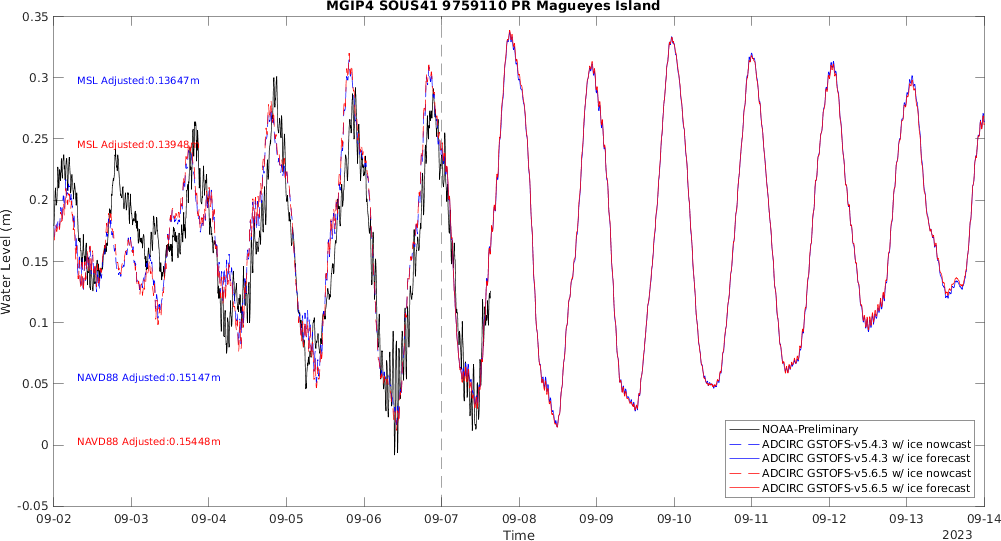 MGIP4 SOUS41 9759110 PR Magueyes Island
0.35
0.3
0.25
0.2
0.15
0.1
0.05
0
-0.05
Water Level (m)
MSL Adjusted:0.13647m
MSL Adjusted:0.13948m
NAVD88 Adjusted:0.15147m
NAVD88 Adjusted:0.15448m
NOAA-Preliminary
ADCIRC GSTOFS-v5.4.3 w/ ice nowcast
ADCIRC GSTOFS-v5.4.3 w/ ice forecast
ADCIRC GSTOFS-v5.6.5 w/ ice nowcast
ADCIRC GSTOFS-v5.6.5 w/ ice forecast
09-02 09-03 09-04 09-05 09-06 09-07 09-08 09-09 09-10 09-11 09-12 09-13 09-14
Time
2023